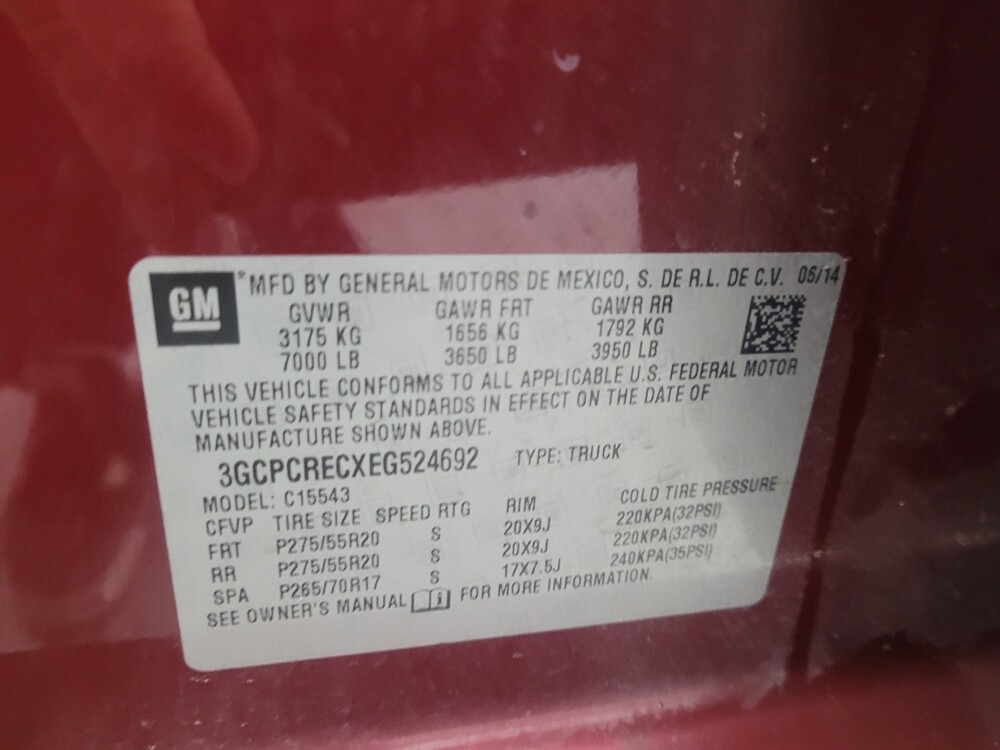 GM
MFD BY GENERAL MOTORS DE MEXICO, S. DE R.L. DE C.V. 06/14
GVWR GAWR FRT GAWR RR
3175 KG 1656 KG 1792 KG
7000 LB 3650 LB 3950 LB
THIS VEHICLE CONFORMS TO ALL APPLICABLE U.S. FEDERAL MOTOR
VEHICLE SAFETY STANDARDS IN EFFECT ON THE DATE OF
MANUFACTURE SHOWN ABOVE.
3GCPCRECXEG524692 TYPE: TRUCK
MODEL: C15543
CFVP TIRE SIZE SPEED RTG RIM COLD TIRE PRESSURE
FRT P275/55R20 S 20X9J 220KPA(32PSI)
RR P275/55R20 S 20X9J 220KPA(32PSI)
SPA P265/70R17 S 17X7.5J 240KPA(35PSI)
SEE OWNER'S MANUAL i FOR MORE INFORMATION.